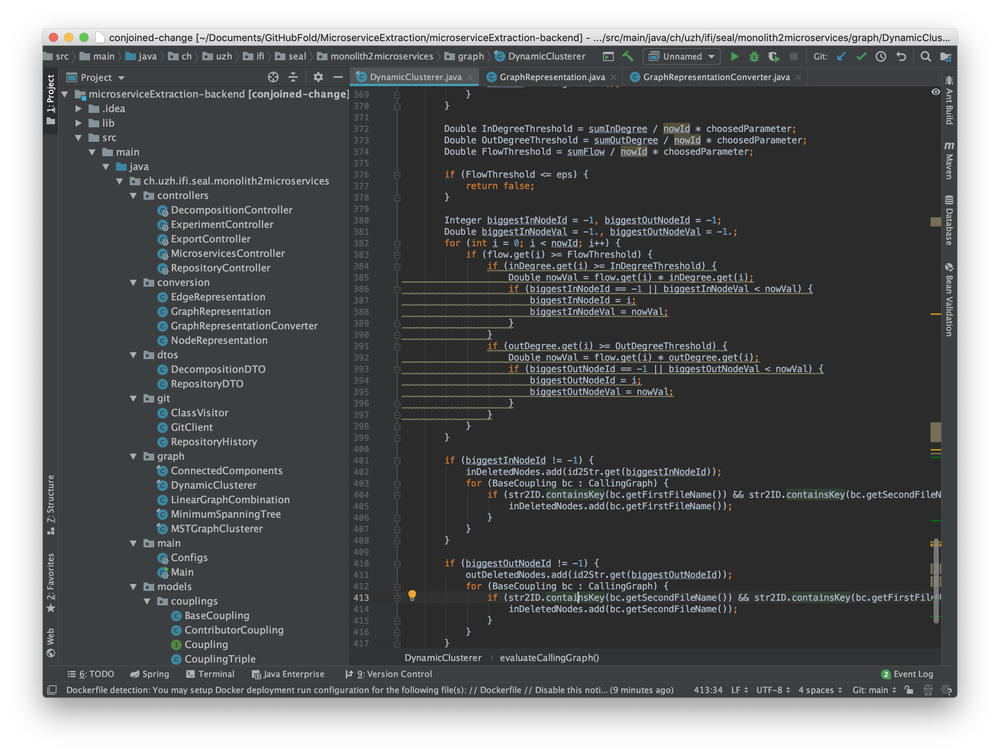 conjoined-change [~/Documents/GitHubFold/MicroserviceExtraction/microserviceExtraction-backend] - .../src/main/java/ch/uzh/ifi/seal/monolith2microservices/graph/DynamicClus...
src main java ch uzh ifi seal monolith2microservices graph DynamicClusterer Unnamed Git:
Project
DynamicClusterer.java GraphRepresentation.java GraphRepresentationConverter.java
1: Project
7: Structure
2: Favorites
Web
microserviceExtraction-backend [conjoined-change]
.idea
lib
src
main
java
ch.uzh.ifi.seal.monolith2microservices
controllers
DecompositionController
ExperimentController
ExportController
MicroservicesController
RepositoryController
conversion
EdgeRepresentation
GraphRepresentation
GraphRepresentationConverter
NodeRepresentation
dtos
DecompositionDTO
RepositoryDTO
git
ClassVisitor
GitClient
RepositoryHistory
graph
ConnectedComponents
DynamicClusterer
LinearGraphCombination
MinimumSpanningTree
MSTGraphClusterer
main
Configs
Main
models
couplings
BaseCoupling
ContributorCoupling
Coupling
CouplingTriple
369 }
370 }
371
372 Double InDegreeThreshold = sumInDegree / nowId * choosedParameter;
373 Double OutDegreeThreshold = sumOutDegree / nowId * choosedParameter;
374 Double FlowThreshold = sumFlow / nowId * choosedParameter;
375
376 if (FlowThreshold <= eps) {
377 return false;
378 }
379
380 Integer biggestInNodeId = -1, biggestOutNodeId = -1;
381 Double biggestInNodeVal = -1., biggestOutNodeVal = -1.;
382 for (int i = 0; i < nowId; i++) {
383 if (flow.get(i) >= FlowThreshold) {
384 if (inDegree.get(i) >= InDegreeThreshold) {
385 Double nowVal = flow.get(i) * inDegree.get(i);
386 if (biggestInNodeId == -1 || biggestInNodeVal < nowVal) {
387 biggestInNodeId = i;
388 biggestInNodeVal = nowVal;
389 }
390 }
391 if (outDegree.get(i) >= OutDegreeThreshold) {
392 Double nowVal = flow.get(i) * outDegree.get(i);
393 if (biggestOutNodeId == -1 || biggestOutNodeVal < nowVal) {
394 biggestOutNodeId = i;
395 biggestOutNodeVal = nowVal;
396 }
397 }
398 }
399 }
400
401 if (biggestInNodeId != -1) {
402 inDeletedNodes.add(id2Str.get(biggestInNodeId));
403 for (BaseCoupling bc : CallingGraph) {
404 if (str2ID.containsKey(bc.getFirstFileName()) && str2ID.containsKey(bc.getSecondFileN
405 inDeletedNodes.add(bc.getFirstFileName());
406 }
407 }
408 }
409
410 if (biggestOutNodeId != -1) {
411 outDeletedNodes.add(id2Str.get(biggestOutNodeId));
412 for (BaseCoupling bc : CallingGraph) {
413 if (str2ID.containsKey(bc.getSecondFileName()) && str2ID.containsKey(bc.getFirstFileN
414 inDeletedNodes.add(bc.getSecondFileName());
415 }
416 }
417 }
Ant Build
m Maven
Database
Bean Validation
DynamicClusterer › evaluateCallingGraph()
6: TODO Spring Terminal Java Enterprise 9: Version Control 2 Event Log
Dockerfile detection: You may setup Docker deployment run configuration for the following file(s): // Dockerfile // Disable this noti... (9 minutes ago) 413:34 LF UTF-8 4 spaces Git: main